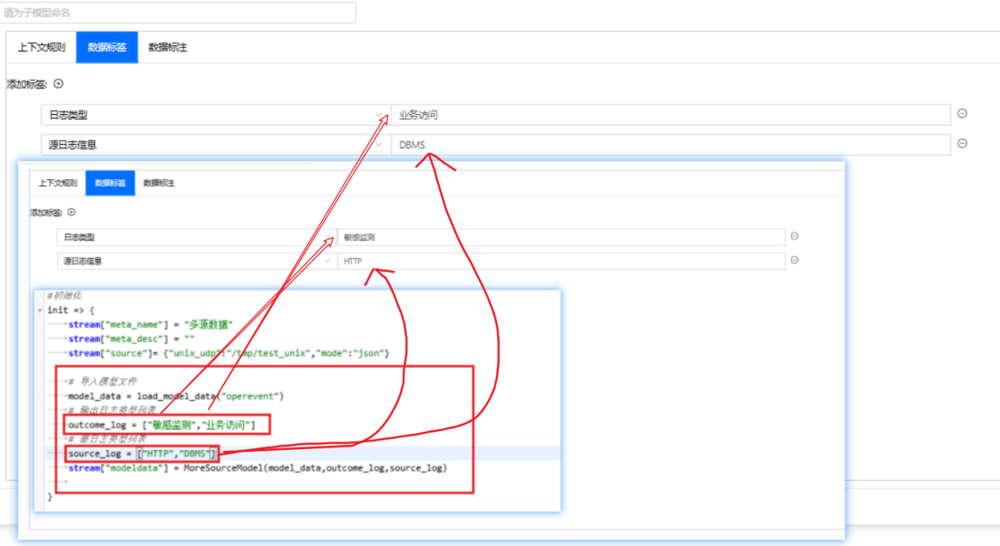 请为子模型命名
上下文规则 数据标签 数据标注
添加标签:
日志类型 业务访问
源日志信息 DBMS
上下文规则 数据标签 数据标注
添加标签:
日志类型 敏感监测
源日志信息 HTTP
#初始化
init => {
stream["meta_name"] = "多源数据"
stream["meta_desc"] = ""
stream["source"]= {"unix_udp":"/tmp/test_unix","mode":"json"}
# 导入模型文件
model_data = load_model_data("operevent")
# 输出日志类型列表
outcome_log = ["敏感监测","业务访问"]
# 源日志类型列表
source_log = ["HTTP","DBMS"]
stream["modeldata"] = MoreSourceModel(model_data,outcome_log,source_log)
}